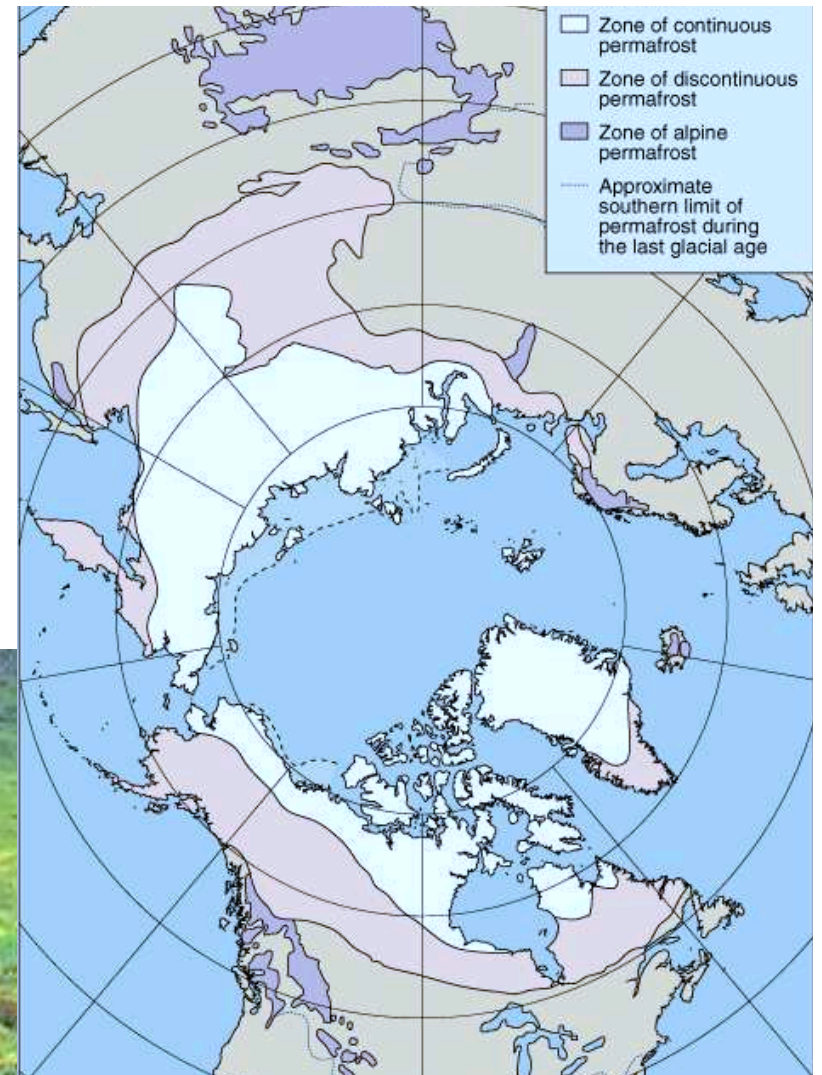 Zone of continuous
permafrost
Zone of discontinuous
permafrost
Zone of alpine
permafrost
Approximate
southern limit of
permafrost during
the last glacial age